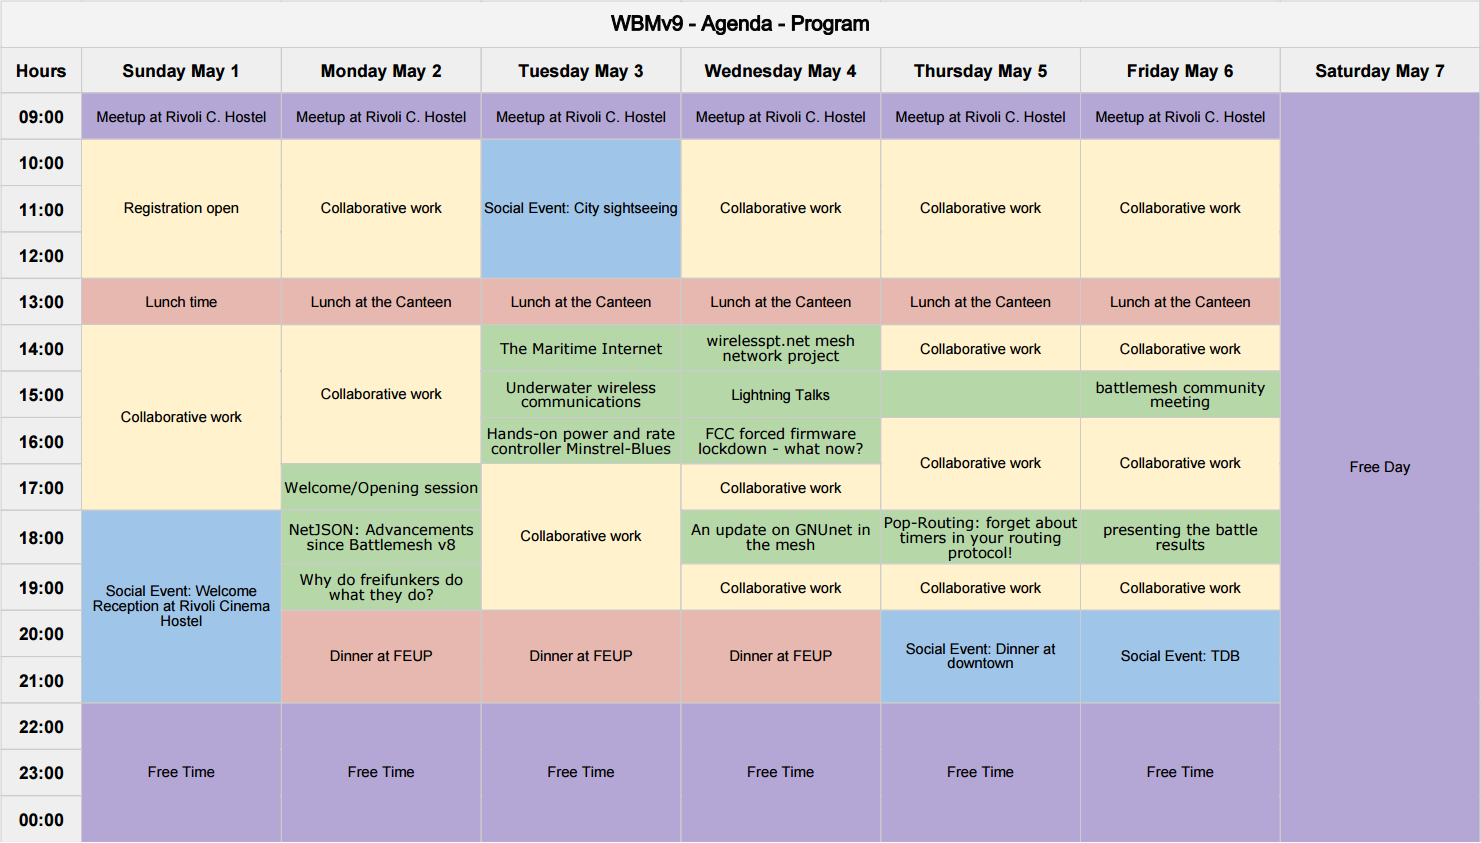 WBMv9 - Agenda - Program
Hours Sunday May 1 Monday May 2 Tuesday May 3 Wednesday May 4 Thursday May 5 Friday May 6 Saturday May 7
09:00 Meetup at Rivoli C. Hostel Meetup at Rivoli C. Hostel Meetup at Rivoli C. Hostel Meetup at Rivoli C. Hostel Meetup at Rivoli C. Hostel Meetup at Rivoli C. Hostel
10:00
11:00 Registration open Collaborative work Social Event: City sightseeing Collaborative work Collaborative work Collaborative work
12:00
13:00 Lunch time Lunch at the Canteen Lunch at the Canteen Lunch at the Canteen Lunch at the Canteen Lunch at the Canteen
14:00 The Maritime Internet wirelesspt.net mesh
network project Collaborative work Collaborative work
15:00 Collaborative work Underwater wireless
communications Lightning Talks battlemesh community
meeting
Collaborative work
16:00 Hands-on power and rate
controller Minstrel-Blues FCC forced firmware
lockdown - what now? Collaborative work Collaborative work
Free Day
17:00 Welcome/Opening session Collaborative work
18:00 NetJSON: Advancements
since Battlemesh v8 Collaborative work An update on GNUnet in
the mesh Pop-Routing: forget about
timers in your routing
protocol! presenting the battle
results
19:00 Social Event: Welcome
Reception at Rivoli Cinema
Hostel Why do freifunkers do
what they do? Collaborative work Collaborative work Collaborative work
20:00 Dinner at FEUP Dinner at FEUP Dinner at FEUP Social Event: Dinner at
downtown Social Event: TDB
21:00
22:00
23:00 Free Time Free Time Free Time Free Time Free Time Free Time
00:00